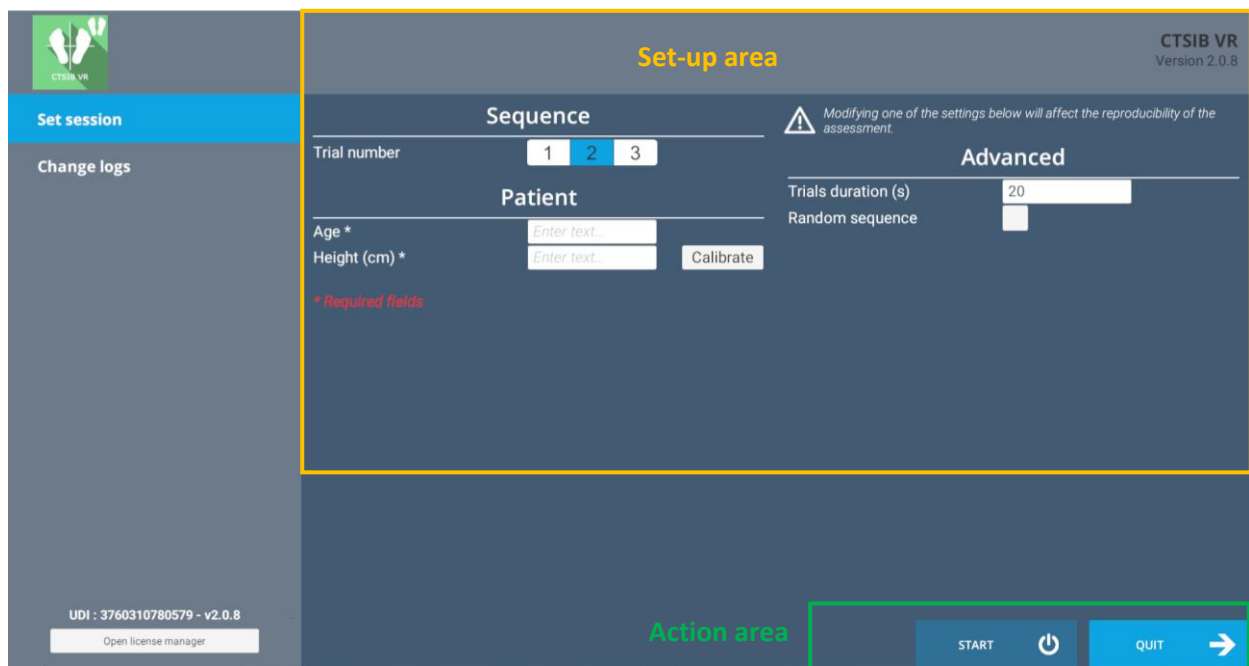 CTSIB VR
Set-up area
CTSIB VR
Version 2.0.8
Set session
Change logs
Sequence
Trial number 1 2 3
Patient
Age * Enter text...
Height (cm) * Enter text... Calibrate
* Required fields
Modifying one of the settings below will affect the reproducibility of the
assessment.
Advanced
Trials duration (s) 20
Random sequence
UDI : 3760310780579 - v2.0.8
Open license manager
Action area
START
QUIT